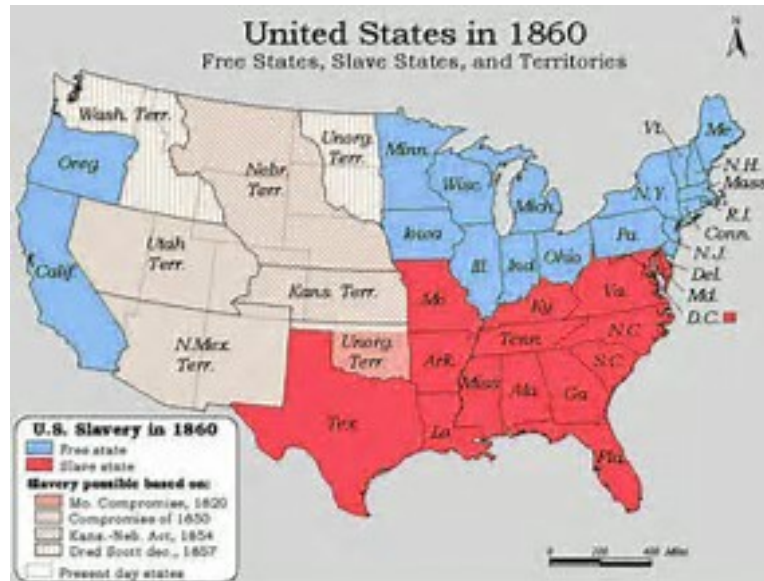 United States in 1860
Free States, Slave States, and Territories
N
Wash. Terr.
Oreg.
Calif.
Nebr.
Terr.
Unorg.
Terr.
Minn.
Wisc.
Mich.
Iowa
Ill.
Ind.
Ohio
Pa.
N.Y.
Vt.
Me.
N.H.
Mass.
R.I.
Conn.
N.J.
Del.
Md.
D.C.
Utah
Terr.
Kans. Terr.
N.Mex.
Terr.
Unorg.
Terr
Mo.
Ky.
Va.
Tenn.
N.C.
S.C.
Ark.
Miss.
Ala.
Ga.
Tex.
La.
Fla.
U.S. Slavery in 1860
Free state
Slave state
Slavery possible based on:
Mo. Compromise, 1820
Compromise of 1850
Kans.-Neb. Act, 1854
Dred Scott dec., 1857
Present day states
0 200 400 Miles